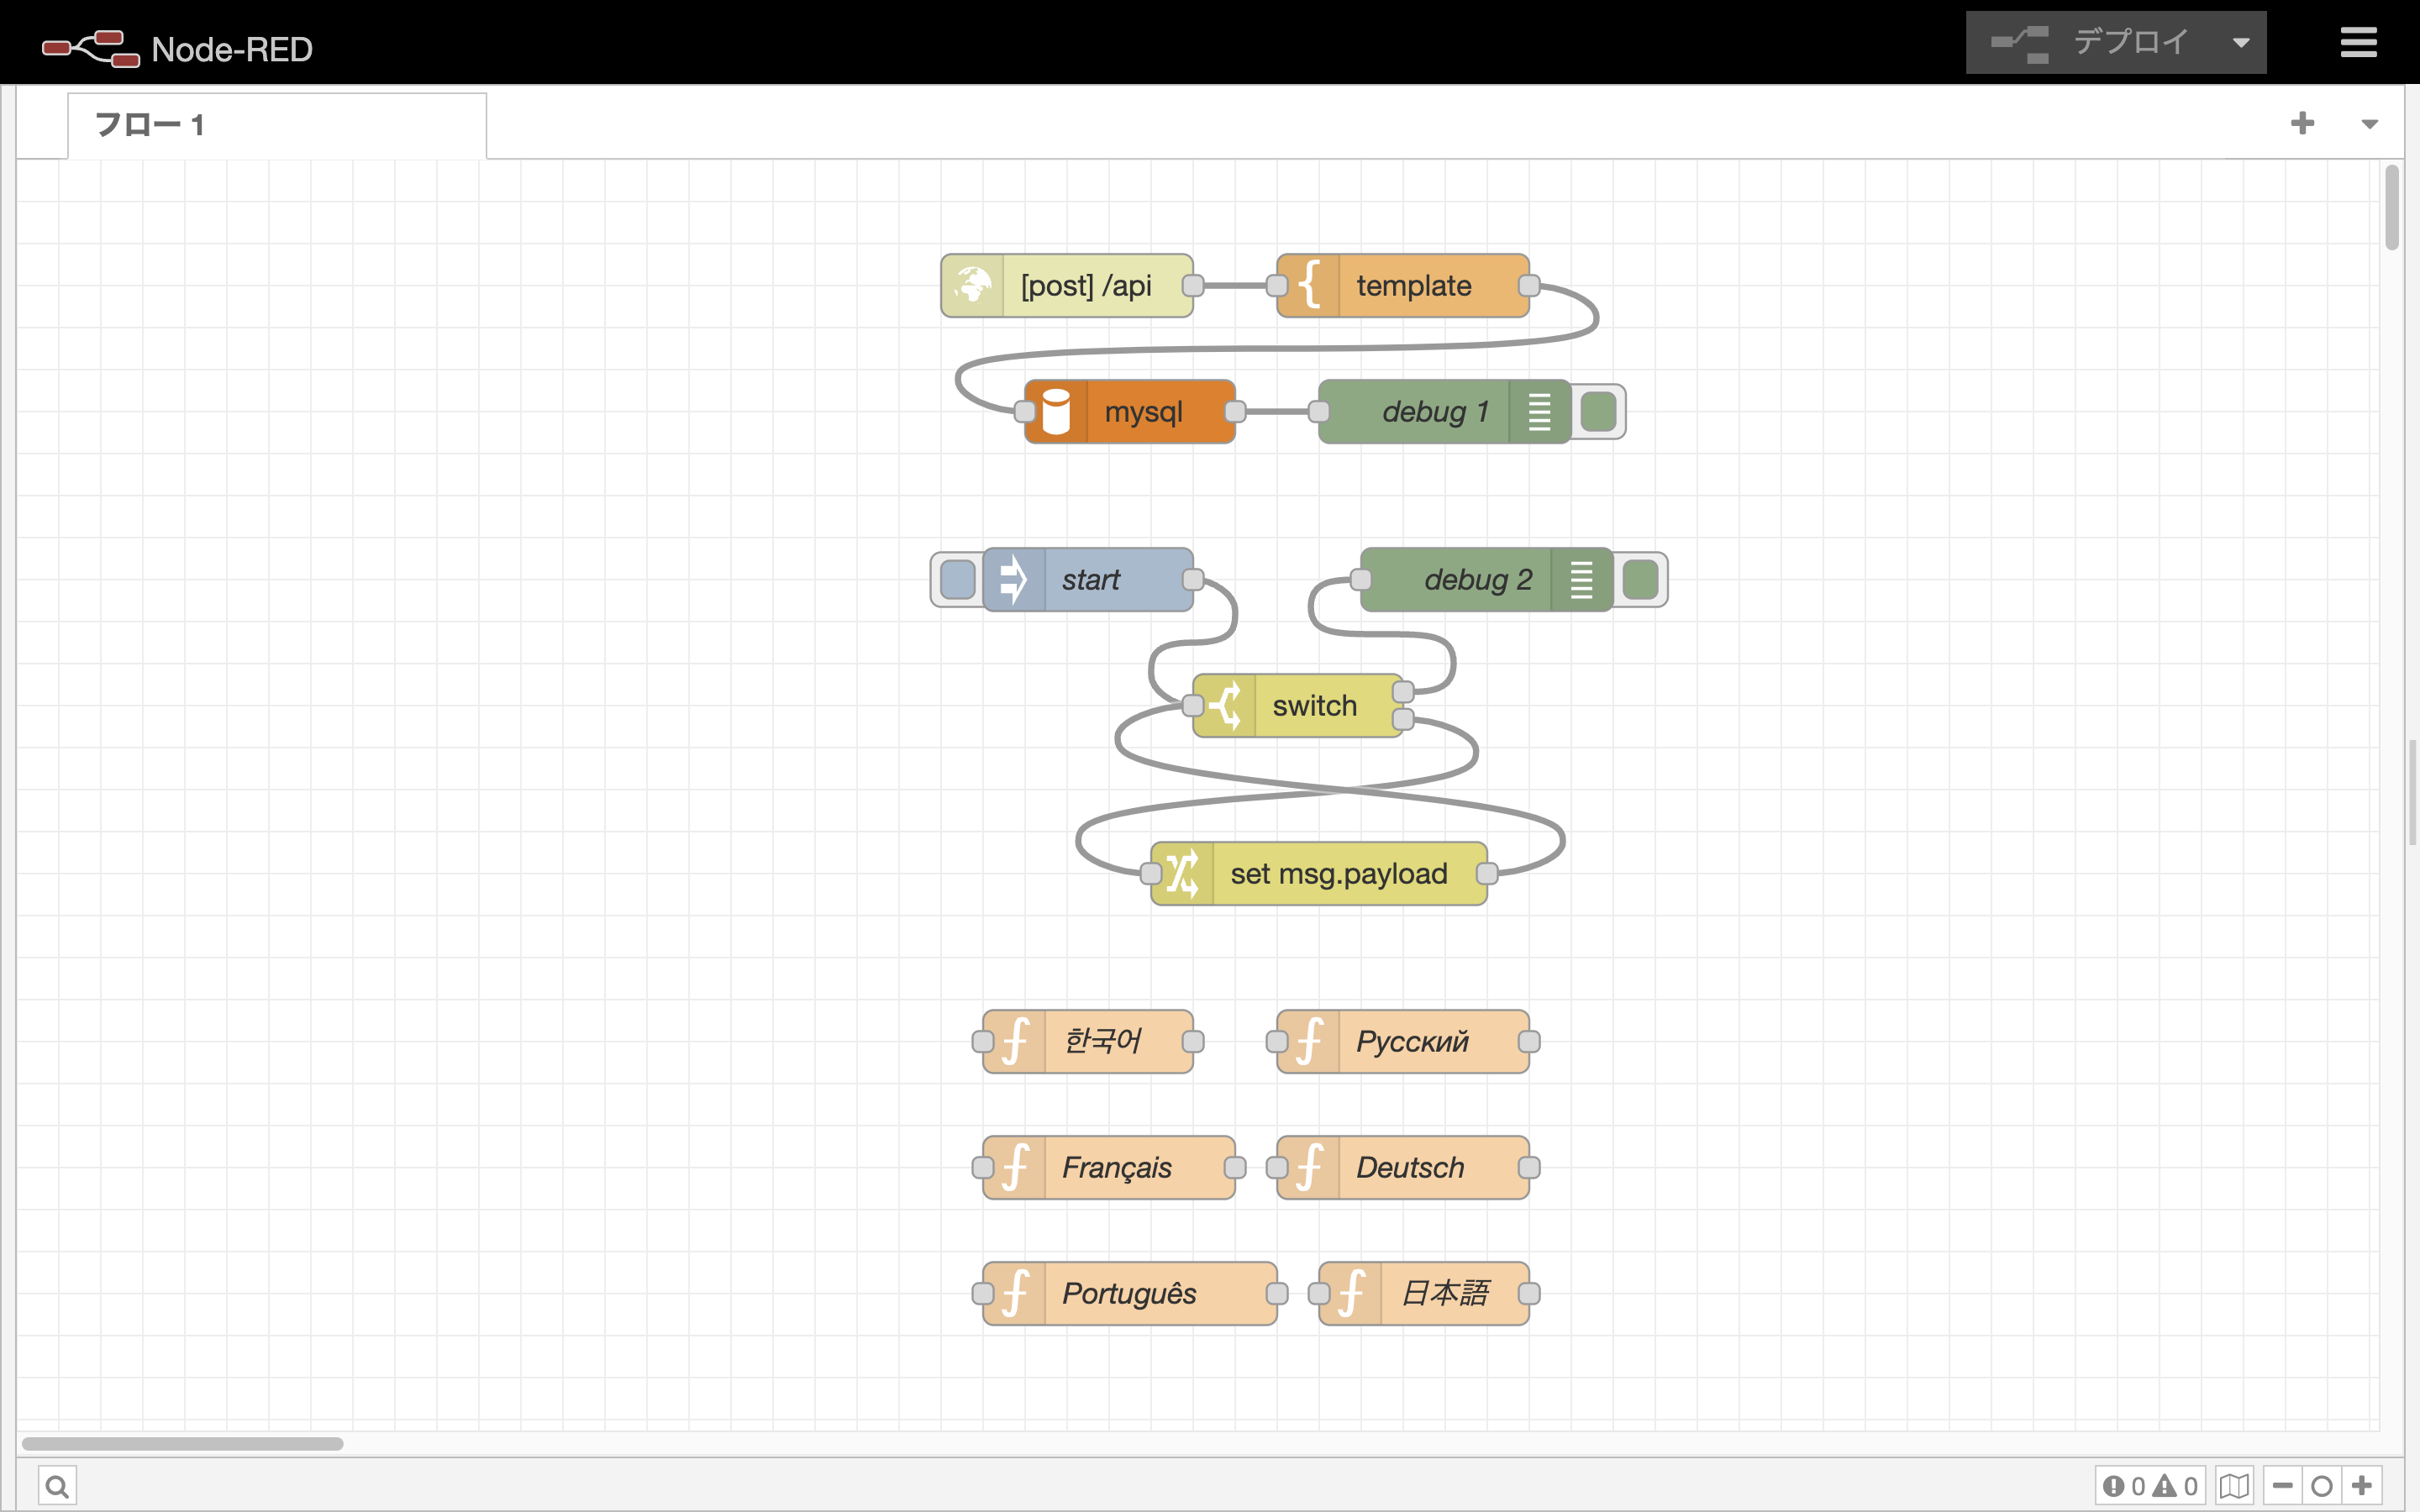 Node-RED
デプロイ
フロー 1
[post] /api
template
mysql
debug 1
start
debug 2
switch
set msg.payload
한국어
Русский
Français
Deutsch
Português
日本語
0 0